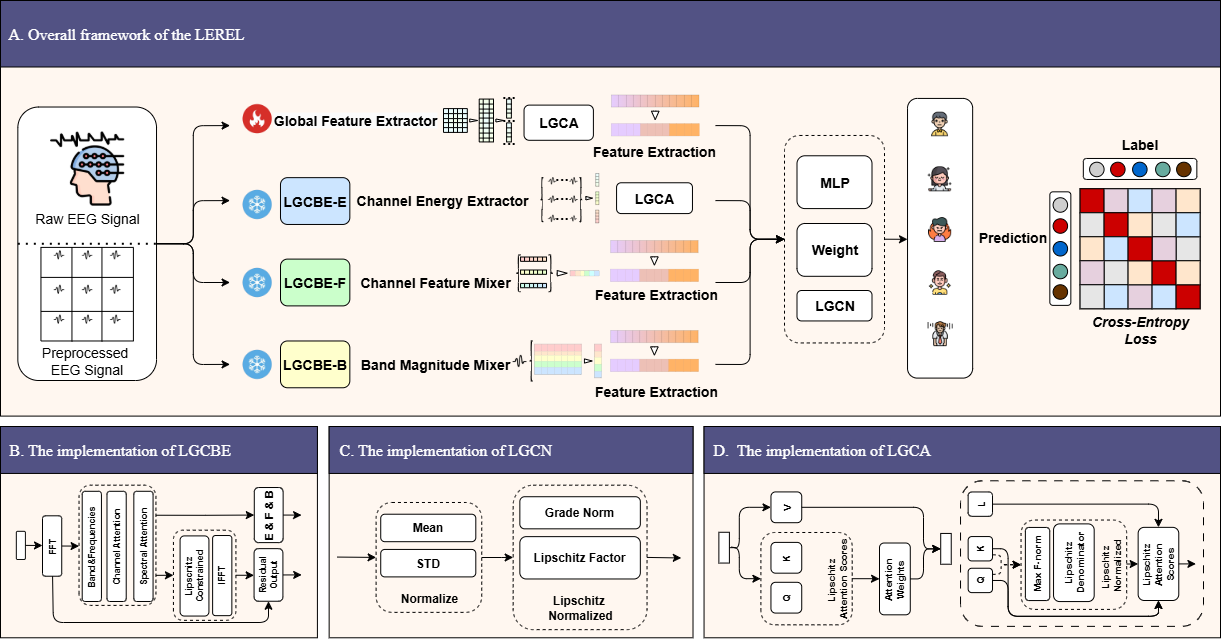 A. Overall framework of the LEREL
Raw EEG Signal
Preprocessed
EEG Signal
Global Feature Extractor
LGCA
Feature Extraction
LGCBE-E
Channel Energy Extractor
LGCA
LGCBE-F
Channel Feature Mixer
Feature Extraction
LGCBE-B
Band Magnitude Mixer
Feature Extraction
MLP
Weight
LGCN
Prediction
Label
Cross-Entropy
Loss
B. The implementation of LGCBE
FFT
Band&Frequencies
Channel Attention
Spectral Attention
Lipscritz
Constrained
IFFT
E & F & B
Residual
Output
C. The implementation of LGCN
Mean
STD
Normalize
Grade Norm
Lipschitz Factor
Lipschitz
Normalized
D. The implementation of LGCA
V
K
Q
Lipschitz
Attention Scores
Attention
Weights
L
K
Q
Max F-norm
Lipschitz
Denominator
Lipschitz
Normalized
Lipschitz
Attention
Scores